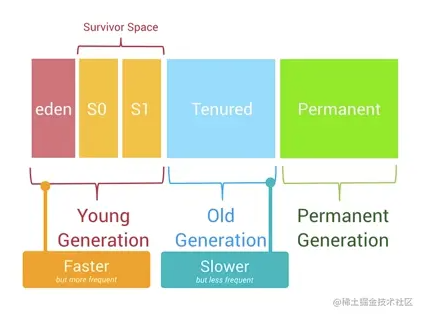 Survivor Space
eden
S0
S1
Tenured
Permanent
Young
Generation
Old
Generation
Permanent
Generation
Faster
but more frequent
Slower
but less frequent
@稀土掘金技术社区